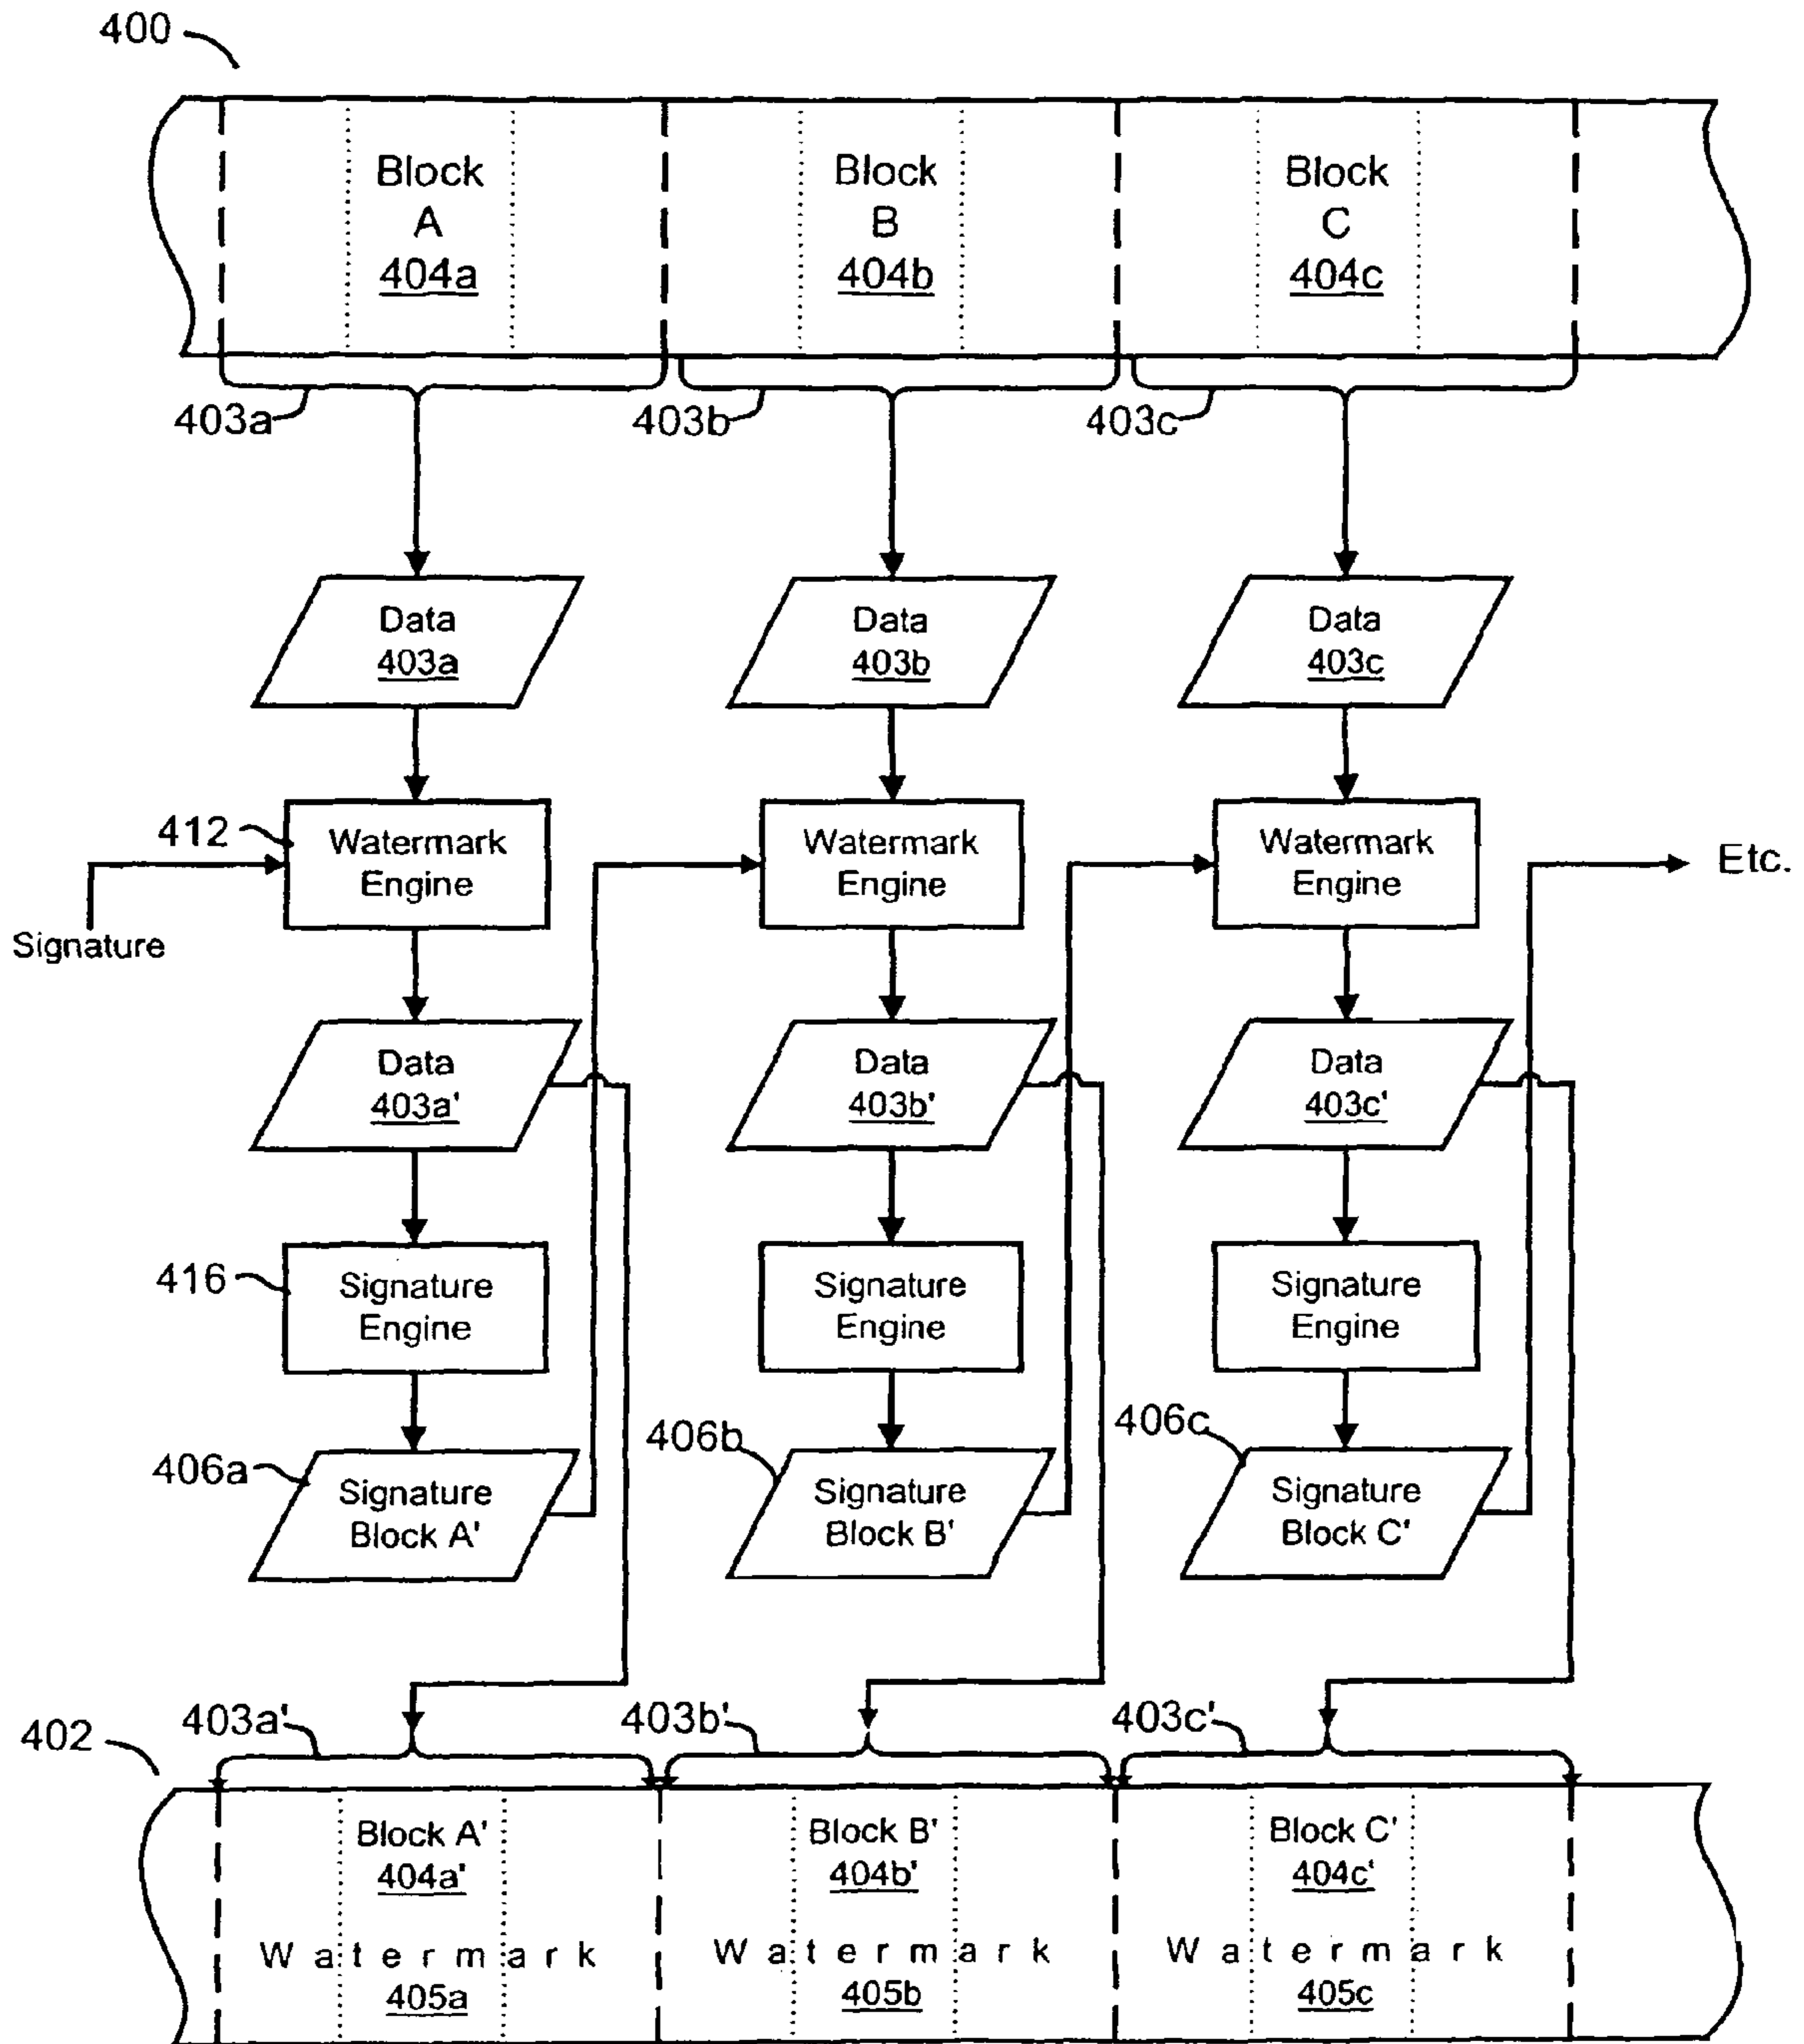 400
Block
A
404a
Block
B
404b
Block
C
404c
403a
403b
403c
Data
403a
Data
403b
Data
403c
412
Watermark
Engine
Watermark
Engine
Watermark
Engine
Etc.
Signature
Data
403a'
Data
403b'
Data
403c'
416
Signature
Engine
Signature
Engine
Signature
Engine
406a
Signature
Block A'
406b
Signature
Block B'
406c
Signature
Block C'
402
403a'
403b'
403c'
Block A'
404a'
Watermark
405a
Block B'
404b'
Watermark
405b
Block C'
404c'
Watermark
405c